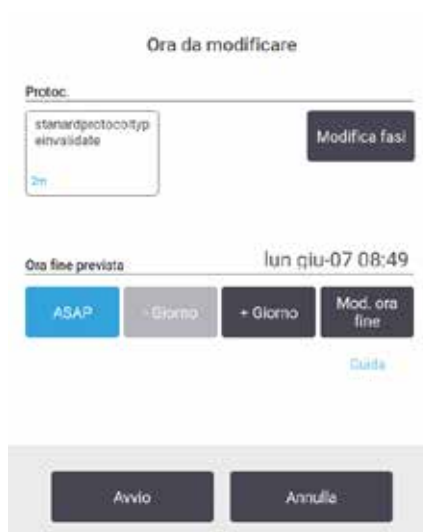 Ora da modificare
Protoc.
stanardprotocoltyp
einvalidate
Modifica fasi
2m
Ora fine prevista
lun giu-07 08:49
ASAP
- Giorno
+ Giorno
Mod. ora
fine
Guida
Avvio
Annulla